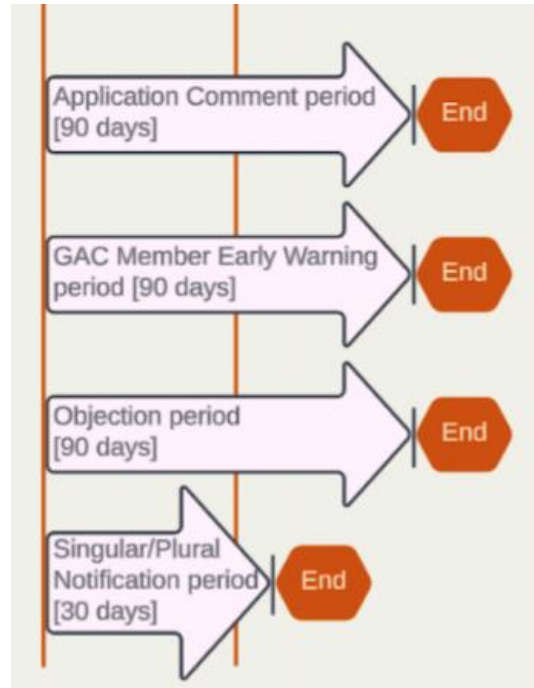 Application Comment period
[90 days]
End
GAC Member Early Warning
period [90 days]
End
Objection period
[90 days]
End
Singular/Plural
Notification period
[30 days]
End